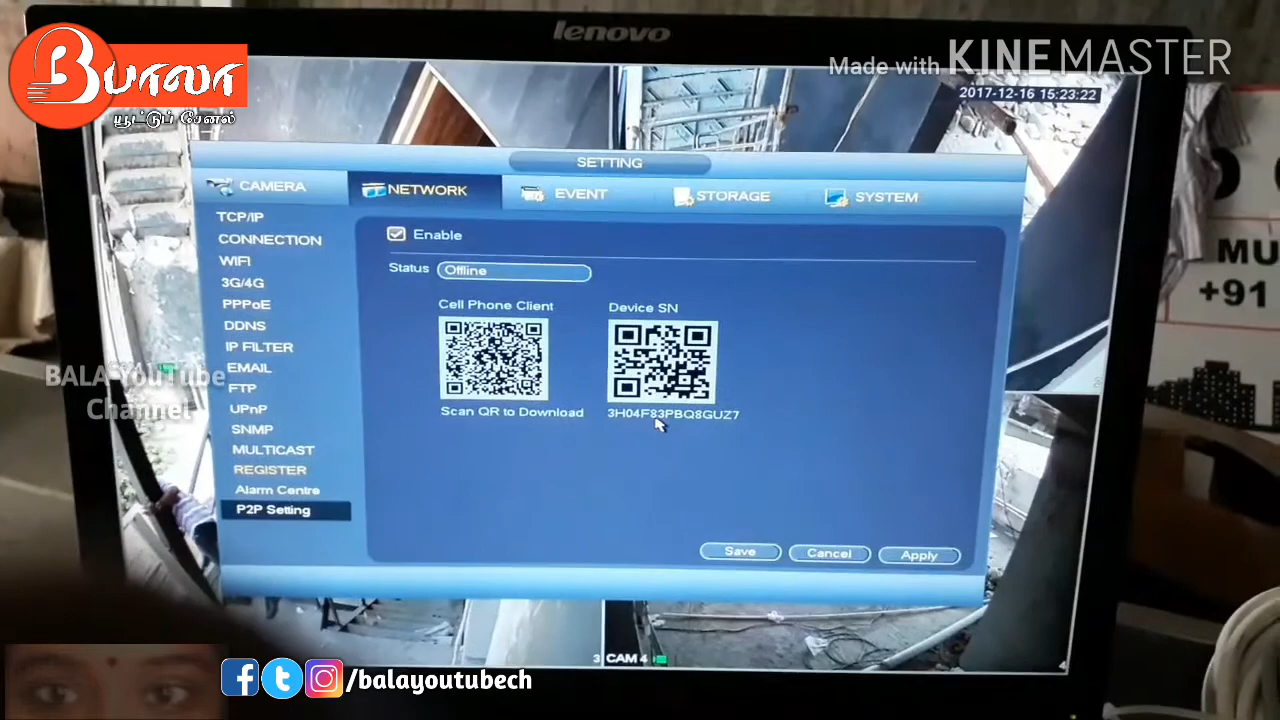 lenovo
பாலா
யூட்டும் சேனல்
Made with KINEMASTER
2017-12-16 15:23:22
SETTING
CAMERA
NETWORK
EVENT
STORAGE
SYSTEM
TCP/IP
CONNECTION
WIFI
3G/4G
PPPoE
DDNS
IP FILTER
EMAIL
FTP
UPnP
SNMP
MULTICAST
REGISTER
Alarm Centre
P2P Setting
Enable
Status Offline
Cell Phone Client
Device SN
Scan QR to Download
3H04F83PBQ8GUZ7
Save
Cancel
Apply
BALA YouTube
Channel
MU
+91
3
CAM 4
4
/balayoutubech